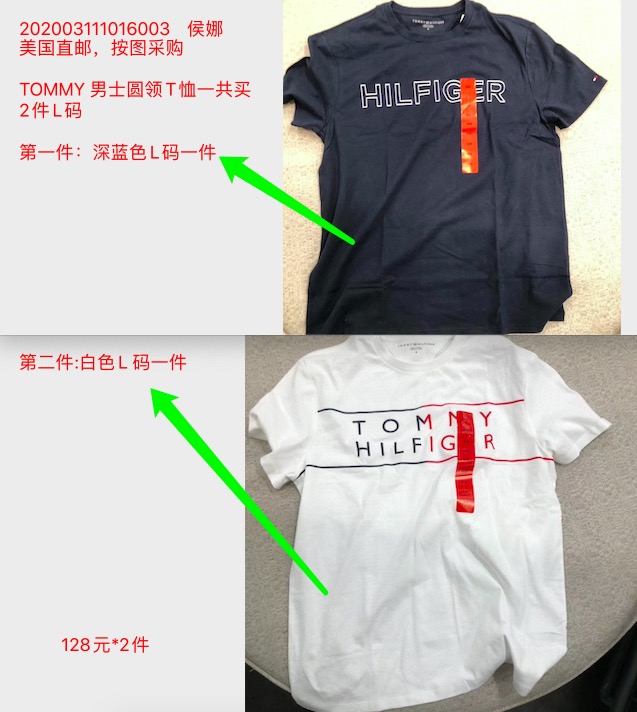 202003111016003 侯娜
美国直邮，按图采购
TOMMY 男士圆领T恤一共买
2件L码
第一件：深蓝色L码一件
HILFIGER
第二件:白色L 码一件
TOMMY
HILFIGER
128元*2件